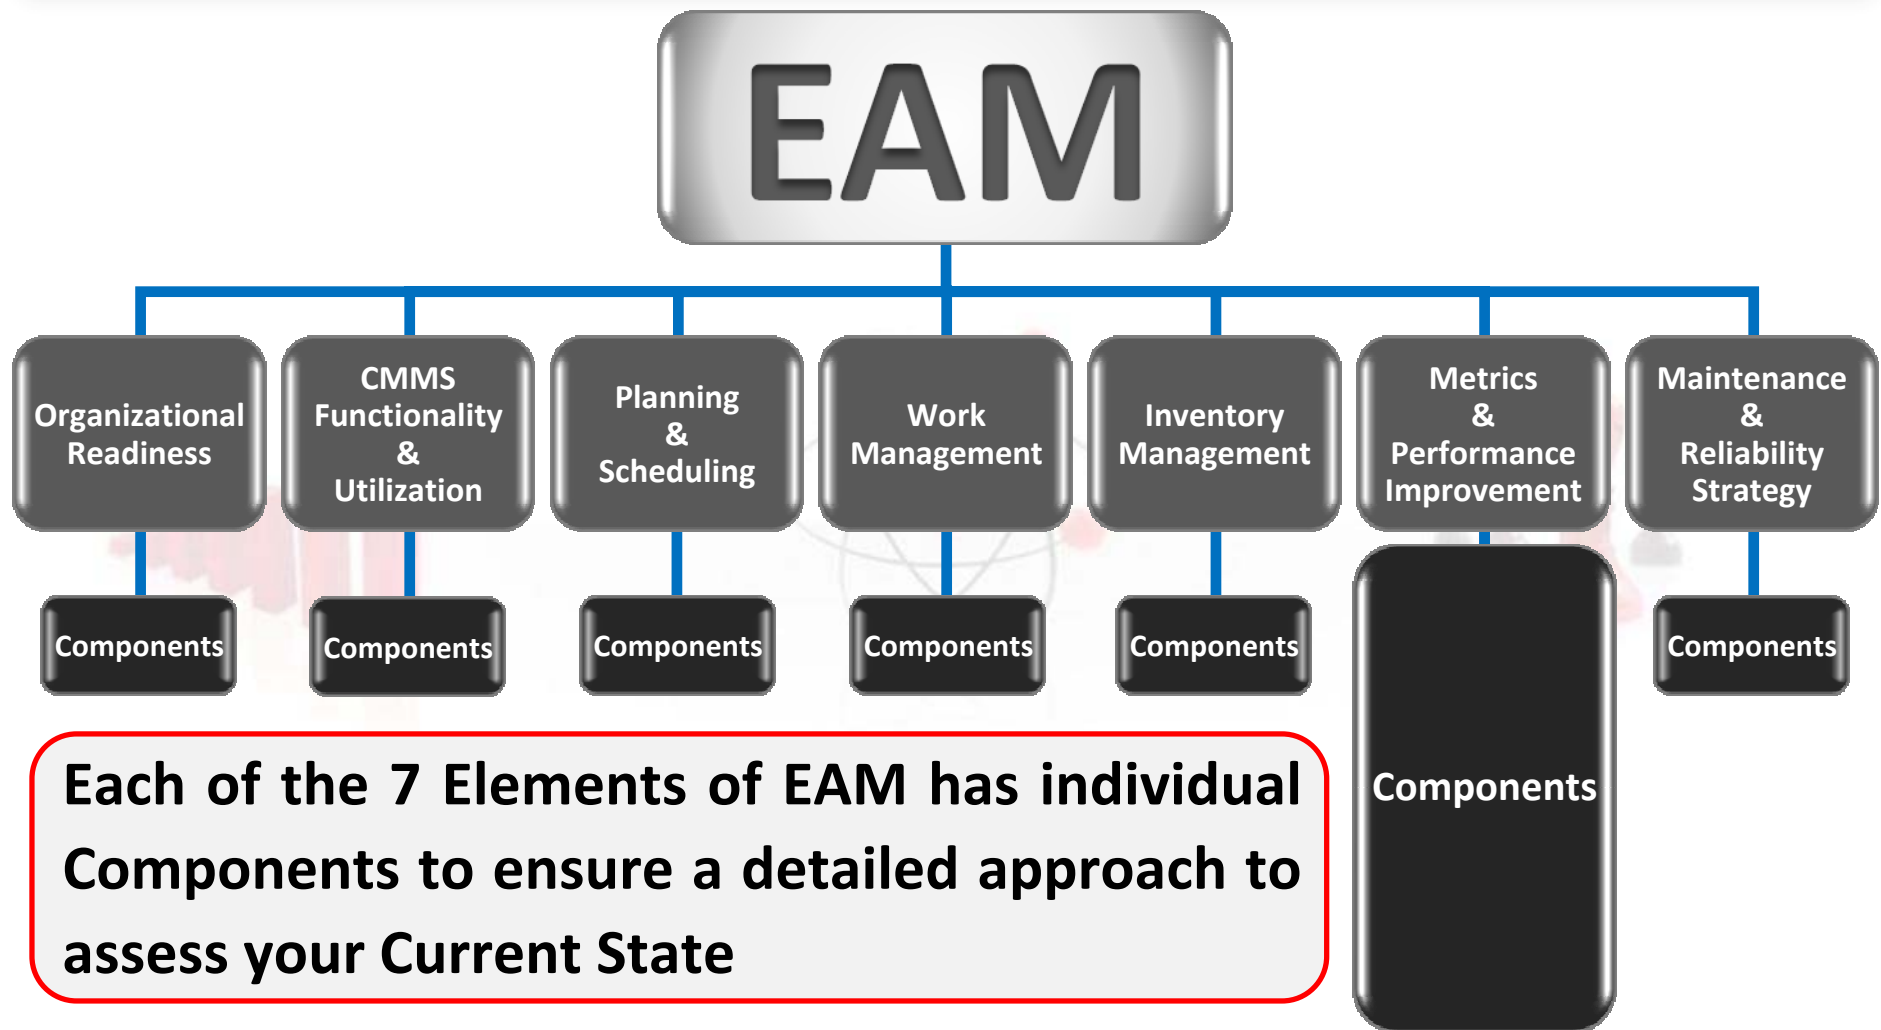 EAM
Organizational
Readiness
CMMS
Functionality
&
Utilization
Planning
&
Scheduling
Work
Management
Inventory
Management
Metrics
&
Performance
Improvement
Maintenance
&
Reliability
Strategy
Components
Components
Components
Components
Components
Components
Components
Each of the 7 Elements of EAM has individual
Components to ensure a detailed approach to
assess your Current State